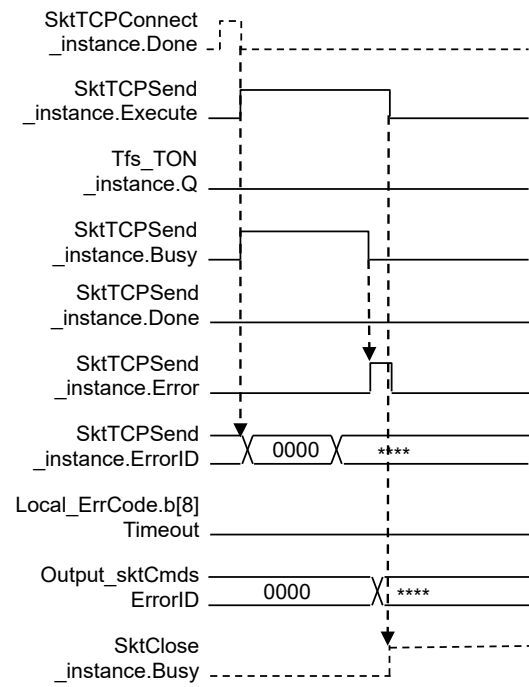 SktTCPConnect
_instance.Done
SktTCPSend
_instance.Execute
Tfs_TON
_instance.Q
SktTCPSend
_instance.Busy
SktTCPSend
_instance.Done
SktTCPSend
_instance.Error
SktTCPSend
_instance.ErrorID
0000 ****
Local_ErrCode.b[8]
Timeout
Output_sktCmds
ErrorID
0000 ****
SktClose
_instance.Busy